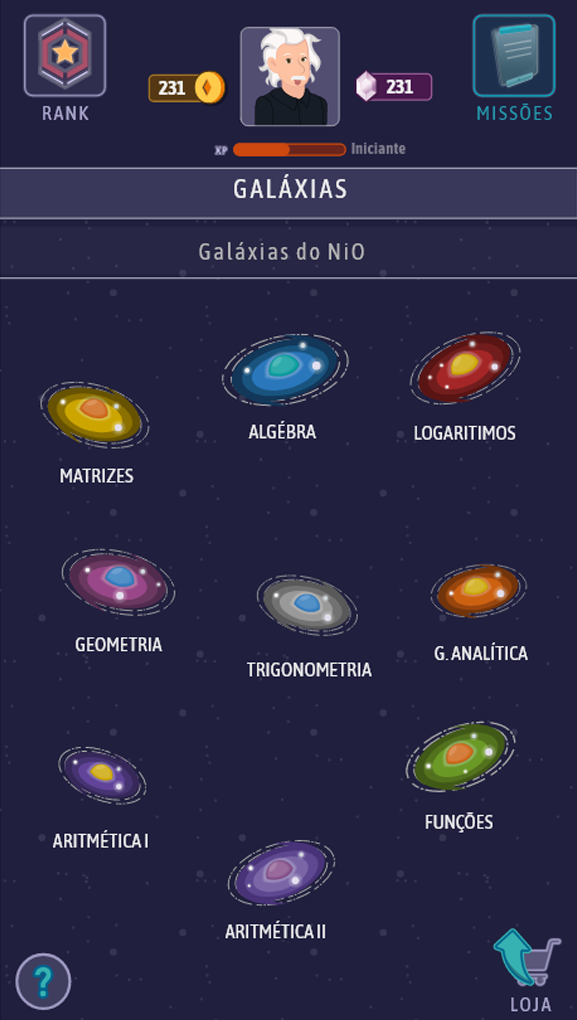 231
231
RANK
MISSÕES
XP
Iniciante
GALÁXIAS
Galáxias do NiO
ALGÉBRA
LOGARITIMOS
MATRIZES
GEOMETRIA
TRIGONOMETRIA
G. ANALÍTICA
ARITMÉTICA I
FUNÇÕES
ARITMÉTICA II
?
LOJA